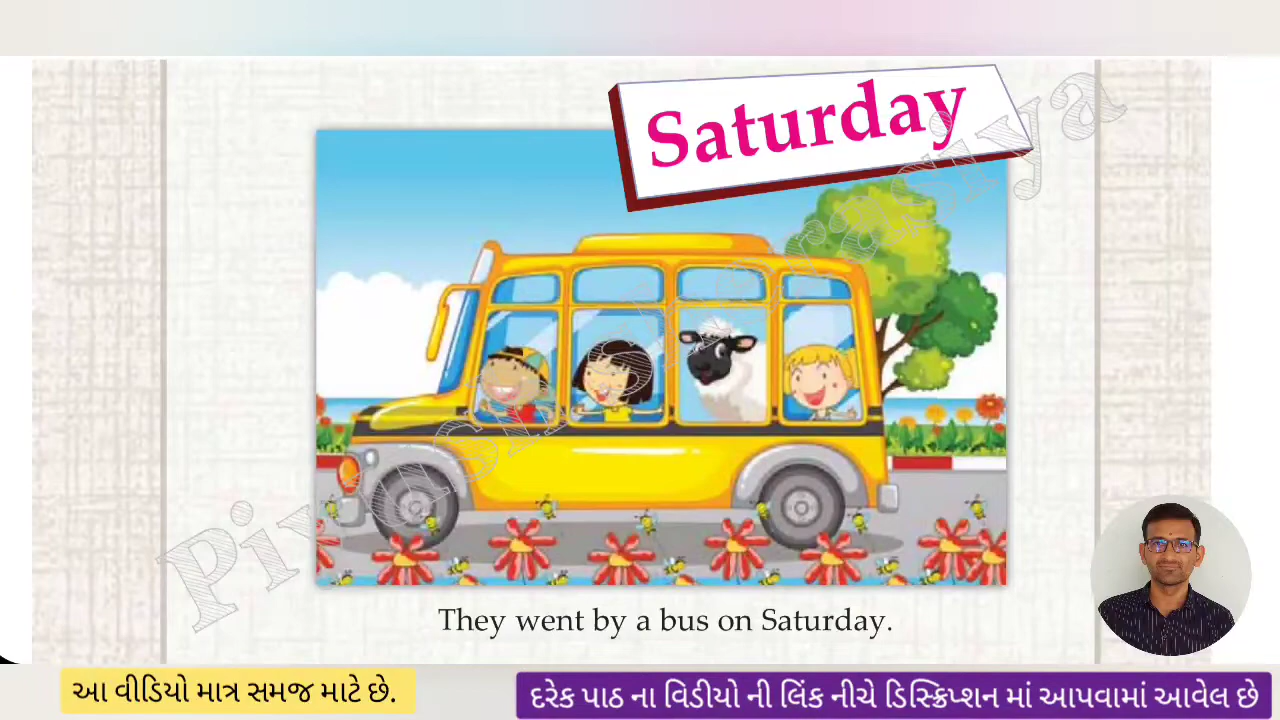 Saturday
They went by a bus on Saturday.
આ વીડિયો માત્ર સમજ માટે છે.
દરેક પાઠ ના વિડીયો ની લિંક નીચે ડિસ્ક્રિપ્શન માં આપવામાં આવેલ છે